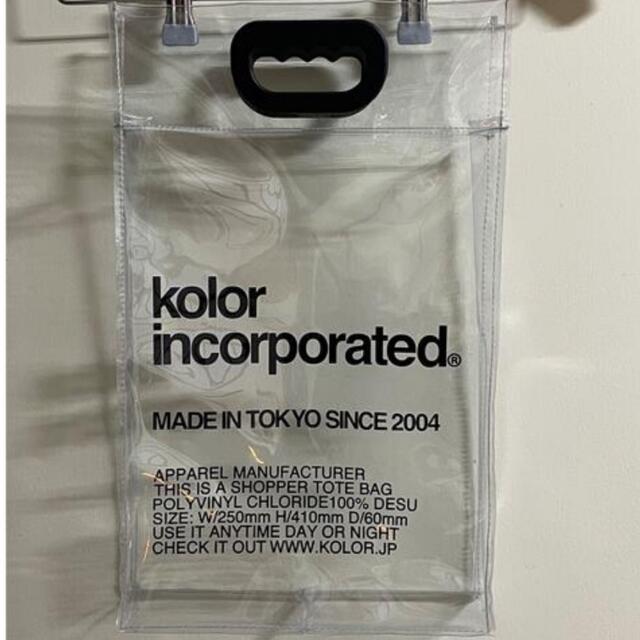 kolor
incorporated®
MADE IN TOKYO SINCE 2004
APPAREL MANUFACTURER
THIS IS A SHOPPER TOTE BAG
POLYVINYL CHLORIDE100% DESU
SIZE: W/250mm H/410mm D/60mm
USE IT ANYTIME DAY OR NIGHT
CHECK IT OUT WWW.KOLOR.JP